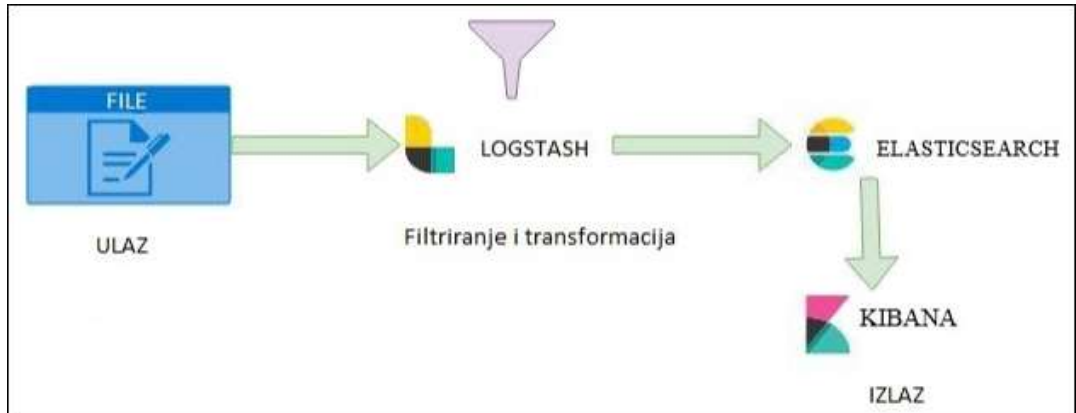 FILE
LOGSTASH
ELASTICSEARCH
ULAZ
Filtriranje i transformacija
KIBANA
IZLAZ